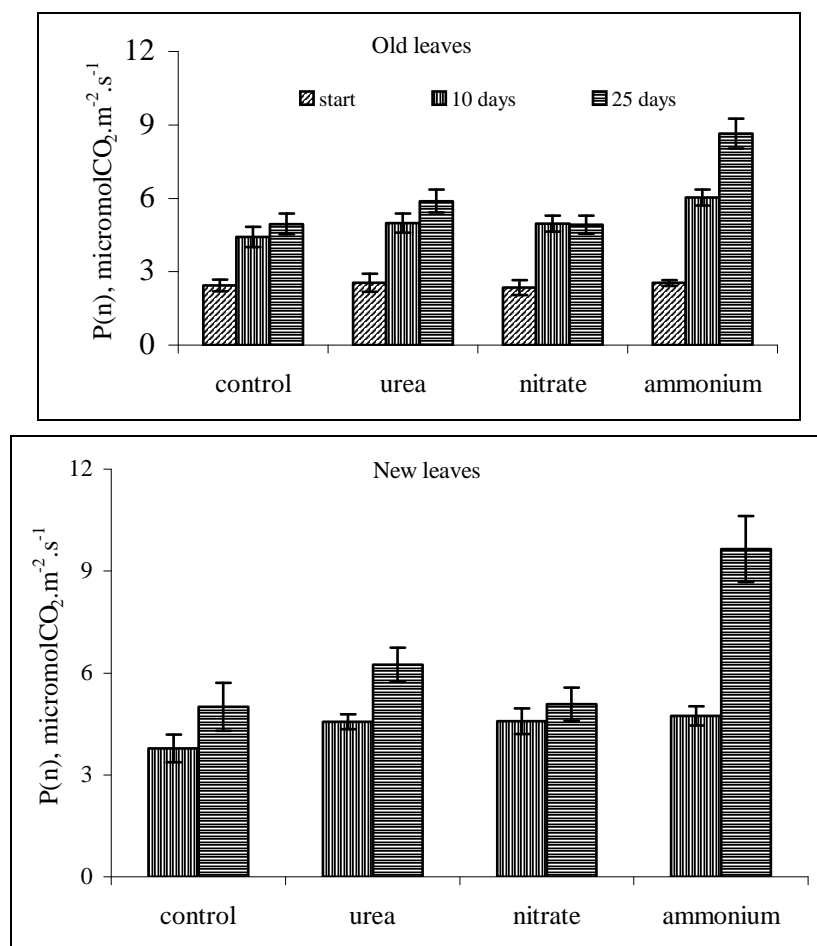 Old leaves
start 10 days 25 days
P(n), micromolCO₂.m⁻².s⁻¹
12
9
6
3
0
control urea nitrate ammonium
New leaves
P(n), micromolCO₂.m⁻².s⁻¹
12
9
6
3
0
control urea nitrate ammonium